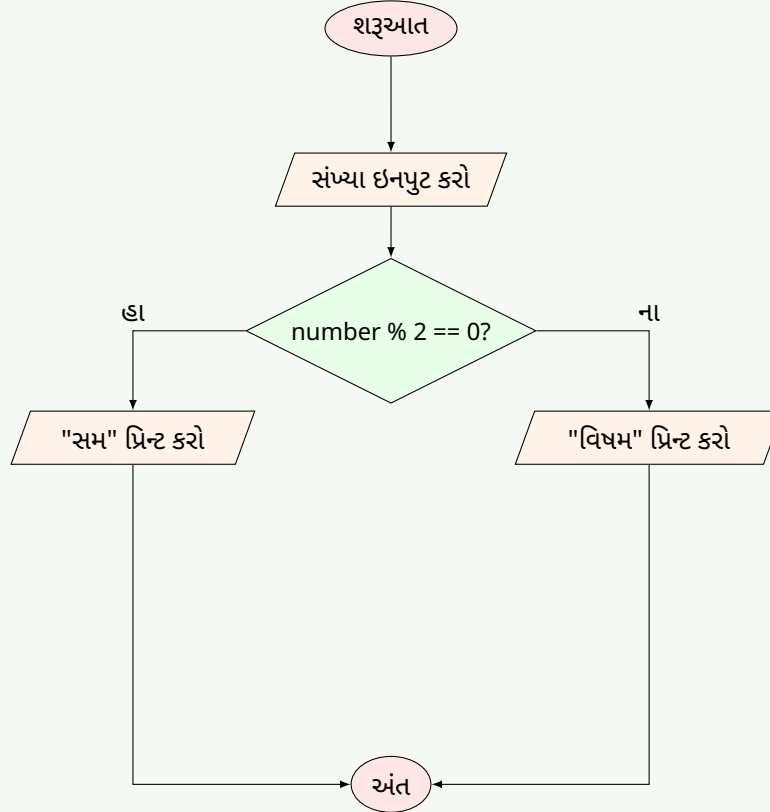 શરૂઆત
સંખ્યા ઇનપુટ કરો
number % 2 == 0?
હા
ના
"સમ" પ્રિન્ટ કરો
"વિષમ" પ્રિન્ટ કરો
અંત